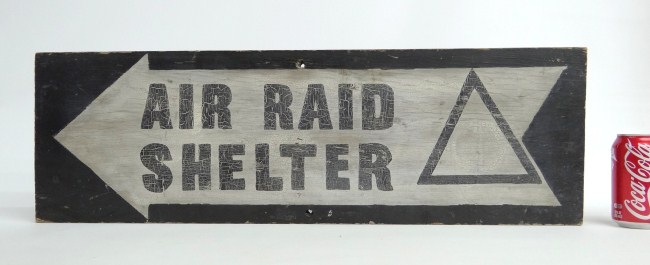 AIR RAID
SHELTER
Coca-Cola